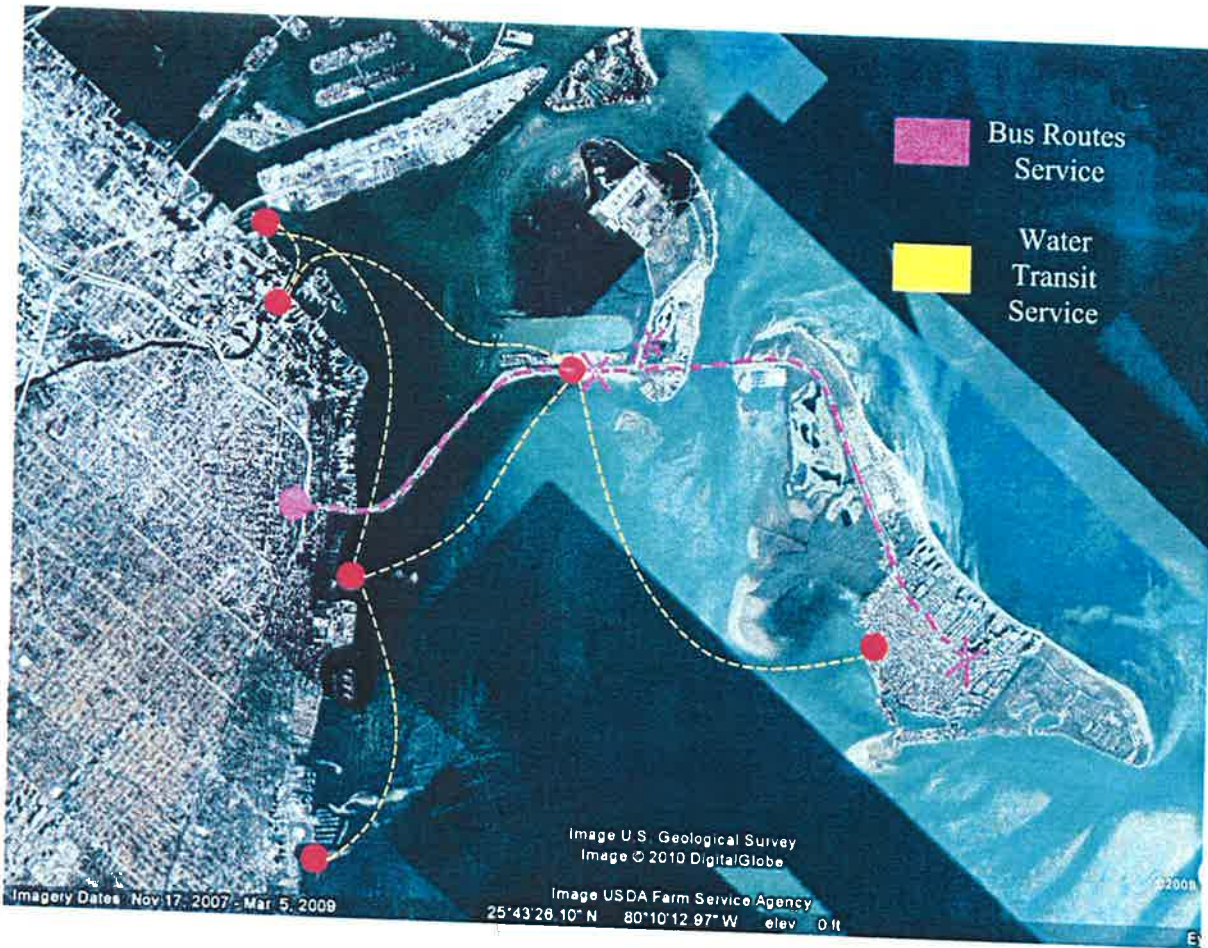 Bus Routes
Service
Water
Transit
Service
Image U.S. Geological Survey
Image © 2010 DigitalGlobe
Image USDA Farm Service Agency
Imagery Dates: Nov 17, 2007 - Mar 5, 2009
25°43'26.10" N 80°10'12.97" W elev 0 ft
©2009